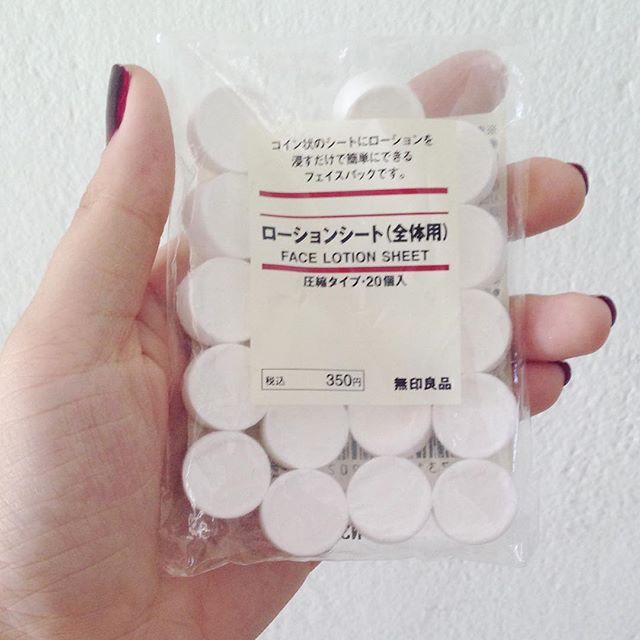 コイン状のシートにローションを
浸すだけで簡単にできる
フェイスパックです。
ローションシート(全体用)
FACE LOTION SHEET
圧縮タイプ・20個入
税込 350円 無印良品